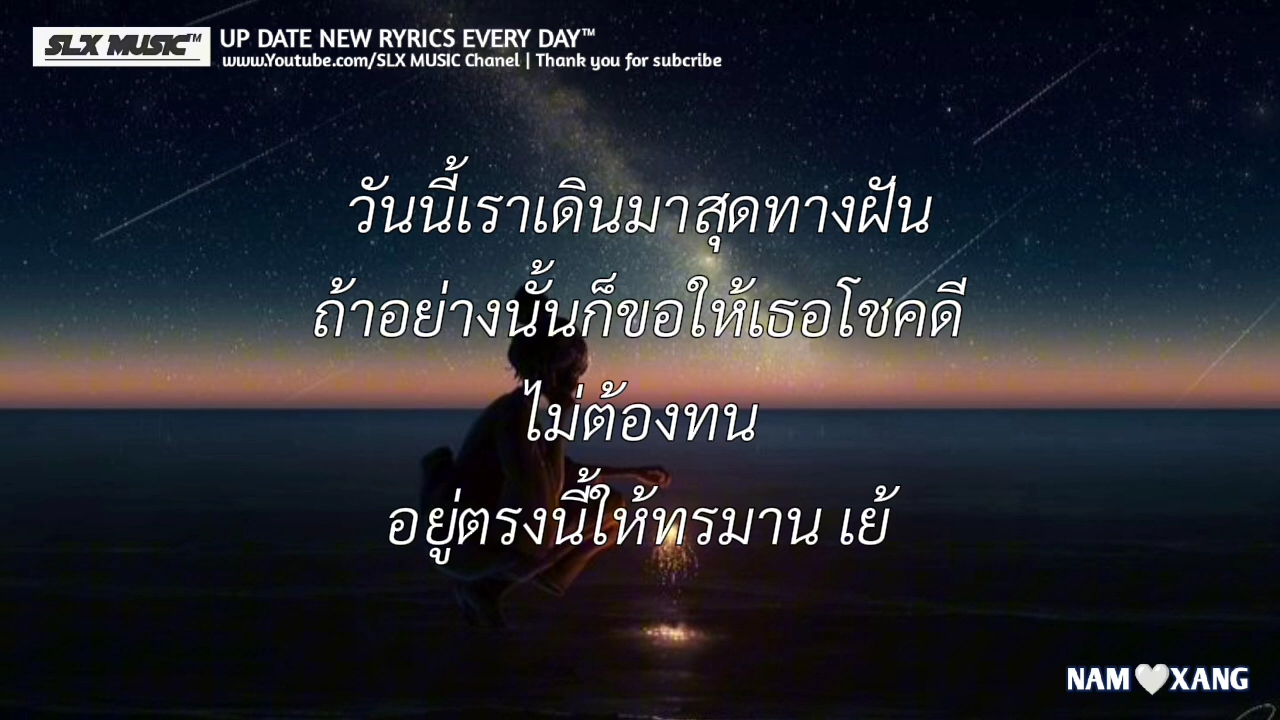 SLX MUSIC™
UP DATE NEW RYRICS EVERY DAY™
www.Youtube.com/SLX MUSIC Chanel | Thank you for subcribe
วันนี้เราเดินมาสุดทางฝัน
ถ้าอย่างนั้นก็ขอให้เธอโชคดี
ไม่ต้องทน
อยู่ตรงนี้ให้ทรมาน เย้
NAM🤍XANG